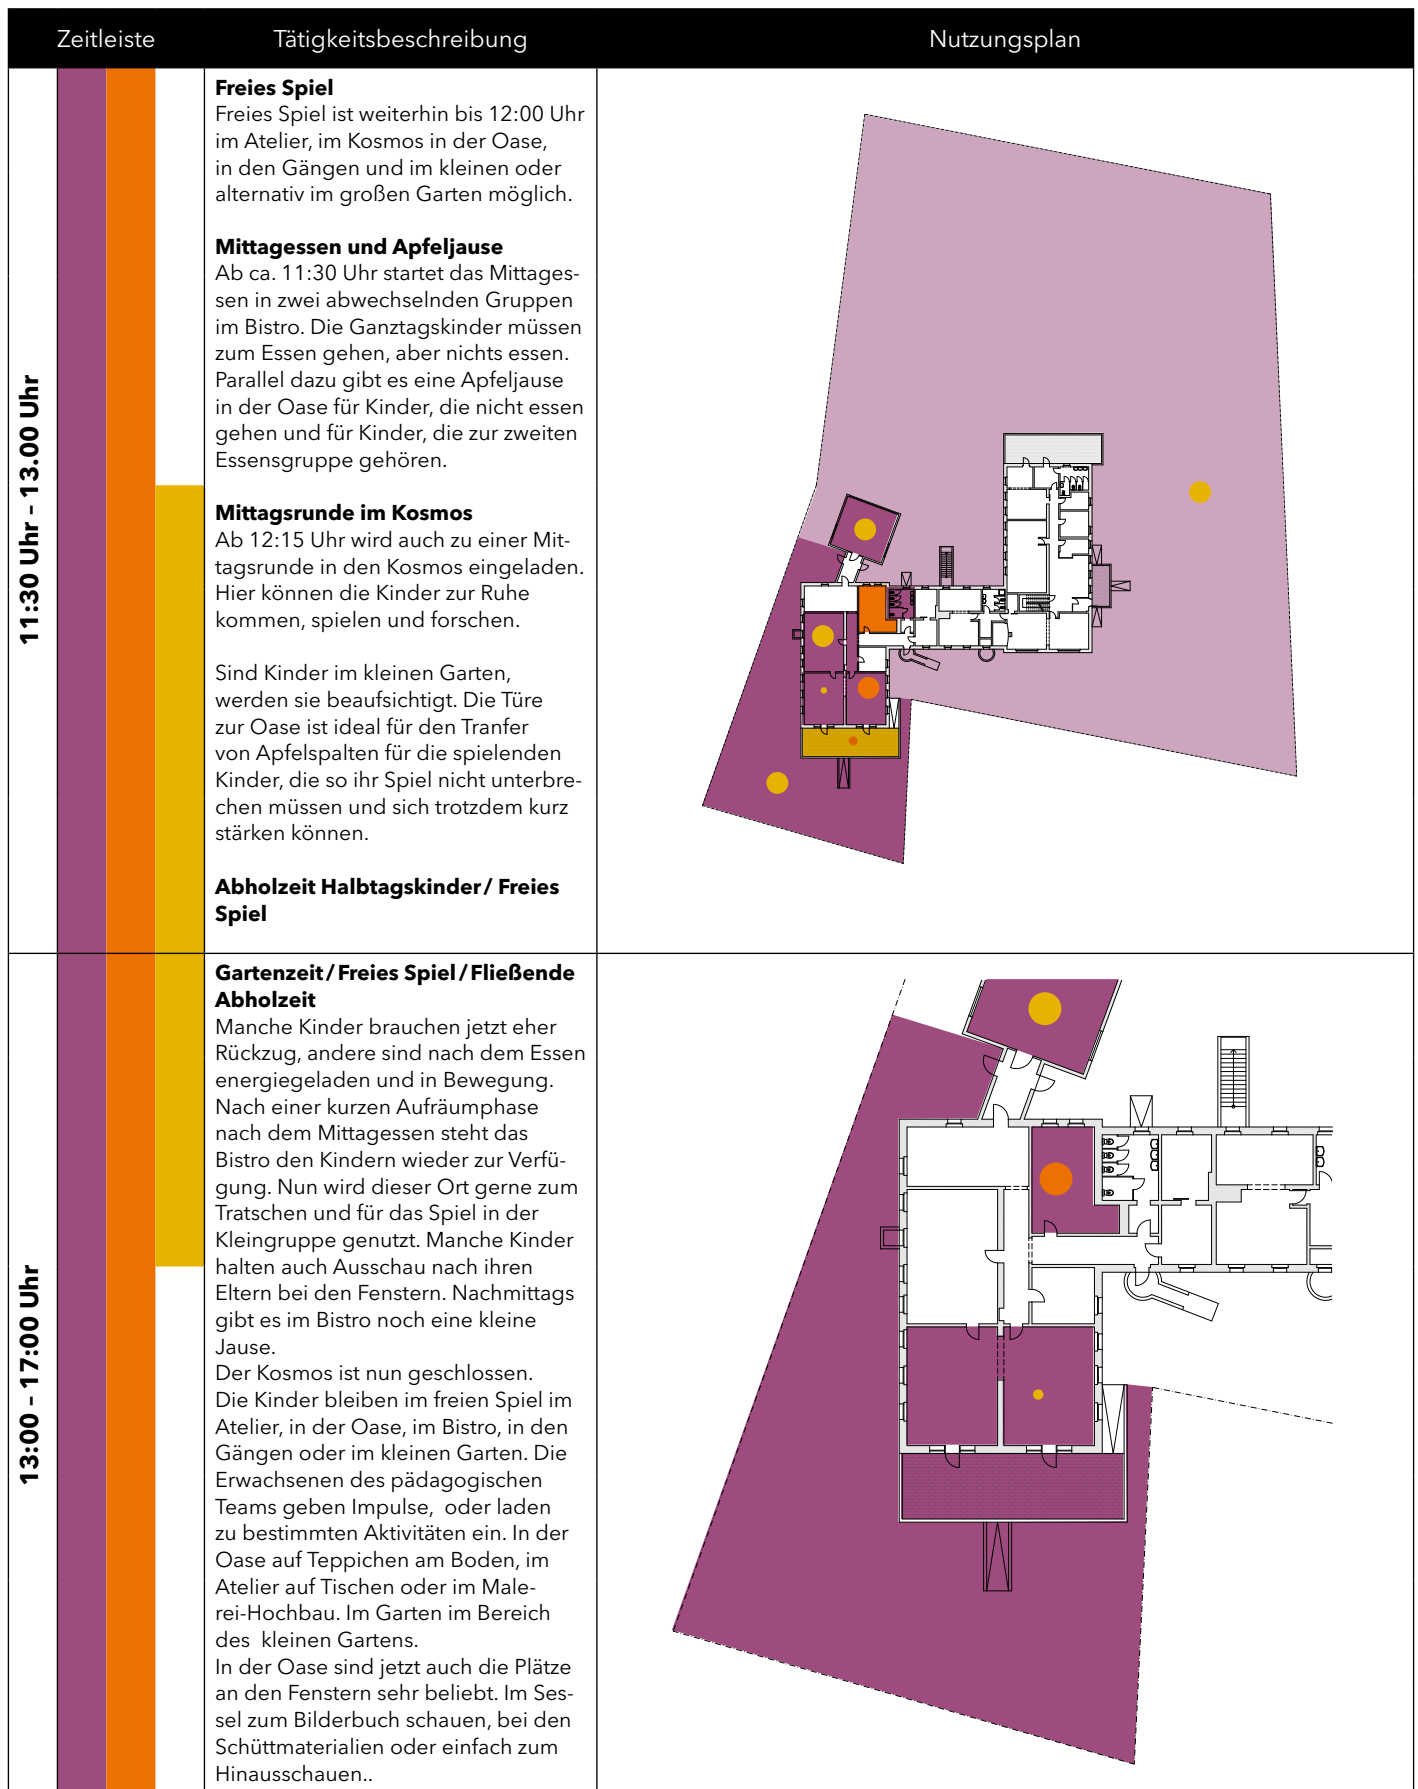 Zeitleiste
Tätigkeitsbeschreibung
Nutzungsplan
11:30 Uhr – 13.00 Uhr
Freies Spiel
Freies Spiel ist weiterhin bis 12:00 Uhr
im Atelier, im Kosmos in der Oase,
in den Gängen und im kleinen oder
alternativ im großen Garten möglich.
Mittagessen und Apfeljause
Ab ca. 11:30 Uhr startet das Mittages-
sen in zwei abwechselnden Gruppen
im Bistro. Die Ganztagskinder müssen
zum Essen gehen, aber nichts essen.
Parallel dazu gibt es eine Apfeljause
in der Oase für Kinder, die nicht essen
gehen und für Kinder, die zur zweiten
Essensgruppe gehören.
Mittagsrunde im Kosmos
Ab 12:15 Uhr wird auch zu einer Mit-
tagsrunde in den Kosmos eingeladen.
Hier können die Kinder zur Ruhe
kommen, spielen und forschen.
Sind Kinder im kleinen Garten,
werden sie beaufsichtigt. Die Türe
zur Oase ist ideal für den Tranfer
von Apfelspalten für die spielenden
Kinder, die so ihr Spiel nicht unterbre-
chen müssen und sich trotzdem kurz
stärken können.
Abholzeit Halbtagskinder / Freies
Spiel
13:00 – 17:00 Uhr
Gartenzeit / Freies Spiel / Fließende
Abholzeit
Manche Kinder brauchen jetzt eher
Rückzug, andere sind nach dem Essen
energiegeladen und in Bewegung.
Nach einer kurzen Aufräumphase
nach dem Mittagessen steht das
Bistro den Kindern wieder zur Verfü-
gung. Nun wird dieser Ort gerne zum
Tratschen und für das Spiel in der
Kleingruppe genutzt. Manche Kinder
halten auch Ausschau nach ihren
Eltern bei den Fenstern. Nachmittags
gibt es im Bistro noch eine kleine
Jause.
Der Kosmos ist nun geschlossen.
Die Kinder bleiben im freien Spiel im
Atelier, in der Oase, im Bistro, in den
Gängen oder im kleinen Garten. Die
Erwachsenen des pädagogischen
Teams geben Impulse,  oder laden
zu bestimmten Aktivitäten ein. In der
Oase auf Teppichen am Boden, im
Atelier auf Tischen oder im Male-
rei-Hochbau. Im Garten im Bereich
des  kleinen Gartens.
In der Oase sind jetzt auch die Plätze
an den Fenstern sehr beliebt. Im Ses-
sel zum Bilderbuch schauen, bei den
Schüttmaterialien oder einfach zum
Hinausschauen..